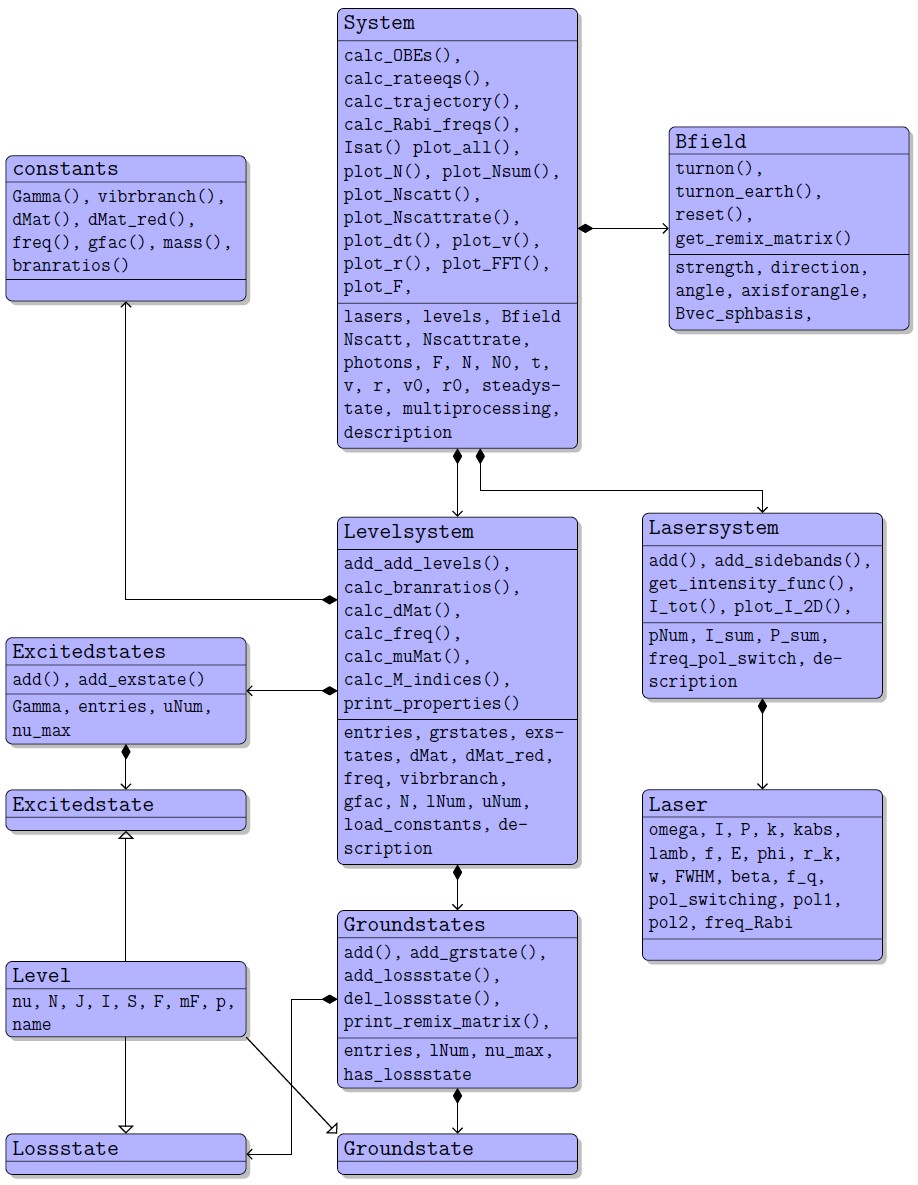 System
calc_OBEs(),
calc_rateeqs(),
calc_trajectory(),
calc_Rabi_freqs(),
Isat() plot_all(),
plot_N(), plot_Nsum(),
plot_Nscatt(),
plot_Nscattrate(),
plot_dt(), plot_v(),
plot_r(), plot_FFT(),
plot_F,
lasers, levels, Bfield
Nscatt, Nscattrate,
photons, F, N, N0, t,
v, r, v0, r0, steadys-
tate, multiprocessing,
description
Bfield
turnon(),
turnon_earth(),
reset(),
get_remix_matrix()
strength, direction,
angle, axisforangle,
Bvec_sphbasis,
constants
Gamma(), vibrbranch(),
dMat(), dMat_red(),
freq(), gfac(), mass(),
branratios()
Levelsystem
add_add_levels(),
calc_branratios(),
calc_dMat(),
calc_freq(),
calc_muMat(),
calc_M_indices(),
print_properties()
entries, grstates, exs-
tates, dMat, dMat_red,
freq, vibrbranch,
gfac, N, lNum, uNum,
load_constants, de-
scription
Lasersystem
add(), add_sidebands(),
get_intensity_func(),
I_tot(), plot_I_2D(),
pNum, I_sum, P_sum,
freq_pol_switch, de-
scription
Excitedstates
add(), add_exstate()
Gamma, entries, uNum,
nu_max
Excitedstate
Laser
omega, I, P, k, kabs,
lamb, f, E, phi, r_k,
w, FWHM, beta, f_q,
pol_switching, pol1,
pol2, freq_Rabi
Groundstates
add(), add_grstate(),
add_lossstate(),
del_lossstate(),
print_remix_matrix(),
entries, lNum, nu_max,
has_lossstate
Level
nu, N, J, I, S, F, mF, p,
name
Lossstate
Groundstate